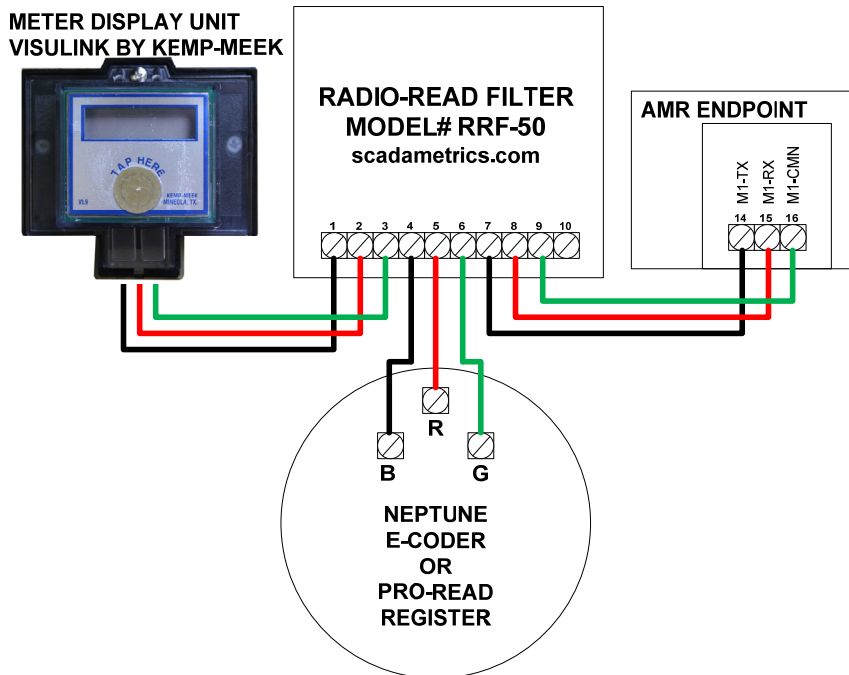 METER DISPLAY UNIT
VISULINK BY KEMP-MEEK
TAP HERE
VL9
KEMP-MEEK
MINEOLA, TX
RADIO-READ FILTER
MODEL# RRF-50
scadametrics.com
1 2 3 4 5 6 7 8 9 10
AMR ENDPOINT
M1-TX
M1-RX
M1-CMN
14 15 16
R
B G
NEPTUNE
E-CODER
OR
PRO-READ
REGISTER